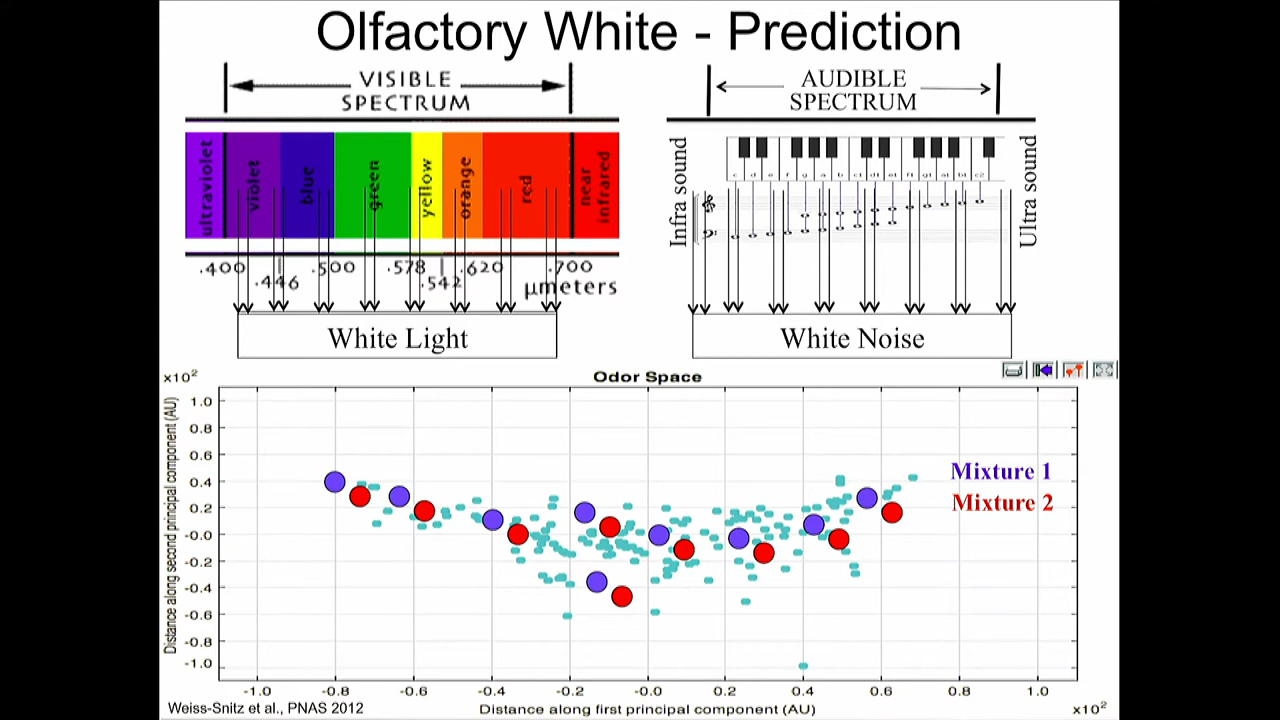 Olfactory White - Prediction
VISIBLE
SPECTRUM
ultraviolet
violet
blue
green
yellow
orange
red
near
infrared
.400
.446
.500
.578
.542
.620
.700
µmeters
White Light
AUDIBLE
SPECTRUM
Infra sound
Ultra sound
White Noise
Odor Space
x10²
Distance along second principal component (AU)
1.0
0.8
0.6
0.4
0.2
-0.0
-0.2
-0.4
-0.6
-0.8
-1.0
Mixture 1
Mixture 2
-1.0 -0.8 -0.6 -0.4 -0.2 -0.0 0.2 0.4 0.6 0.8 1.0
Distance along first principal component (AU)
x10²
Weiss-Snitz et al., PNAS 2012